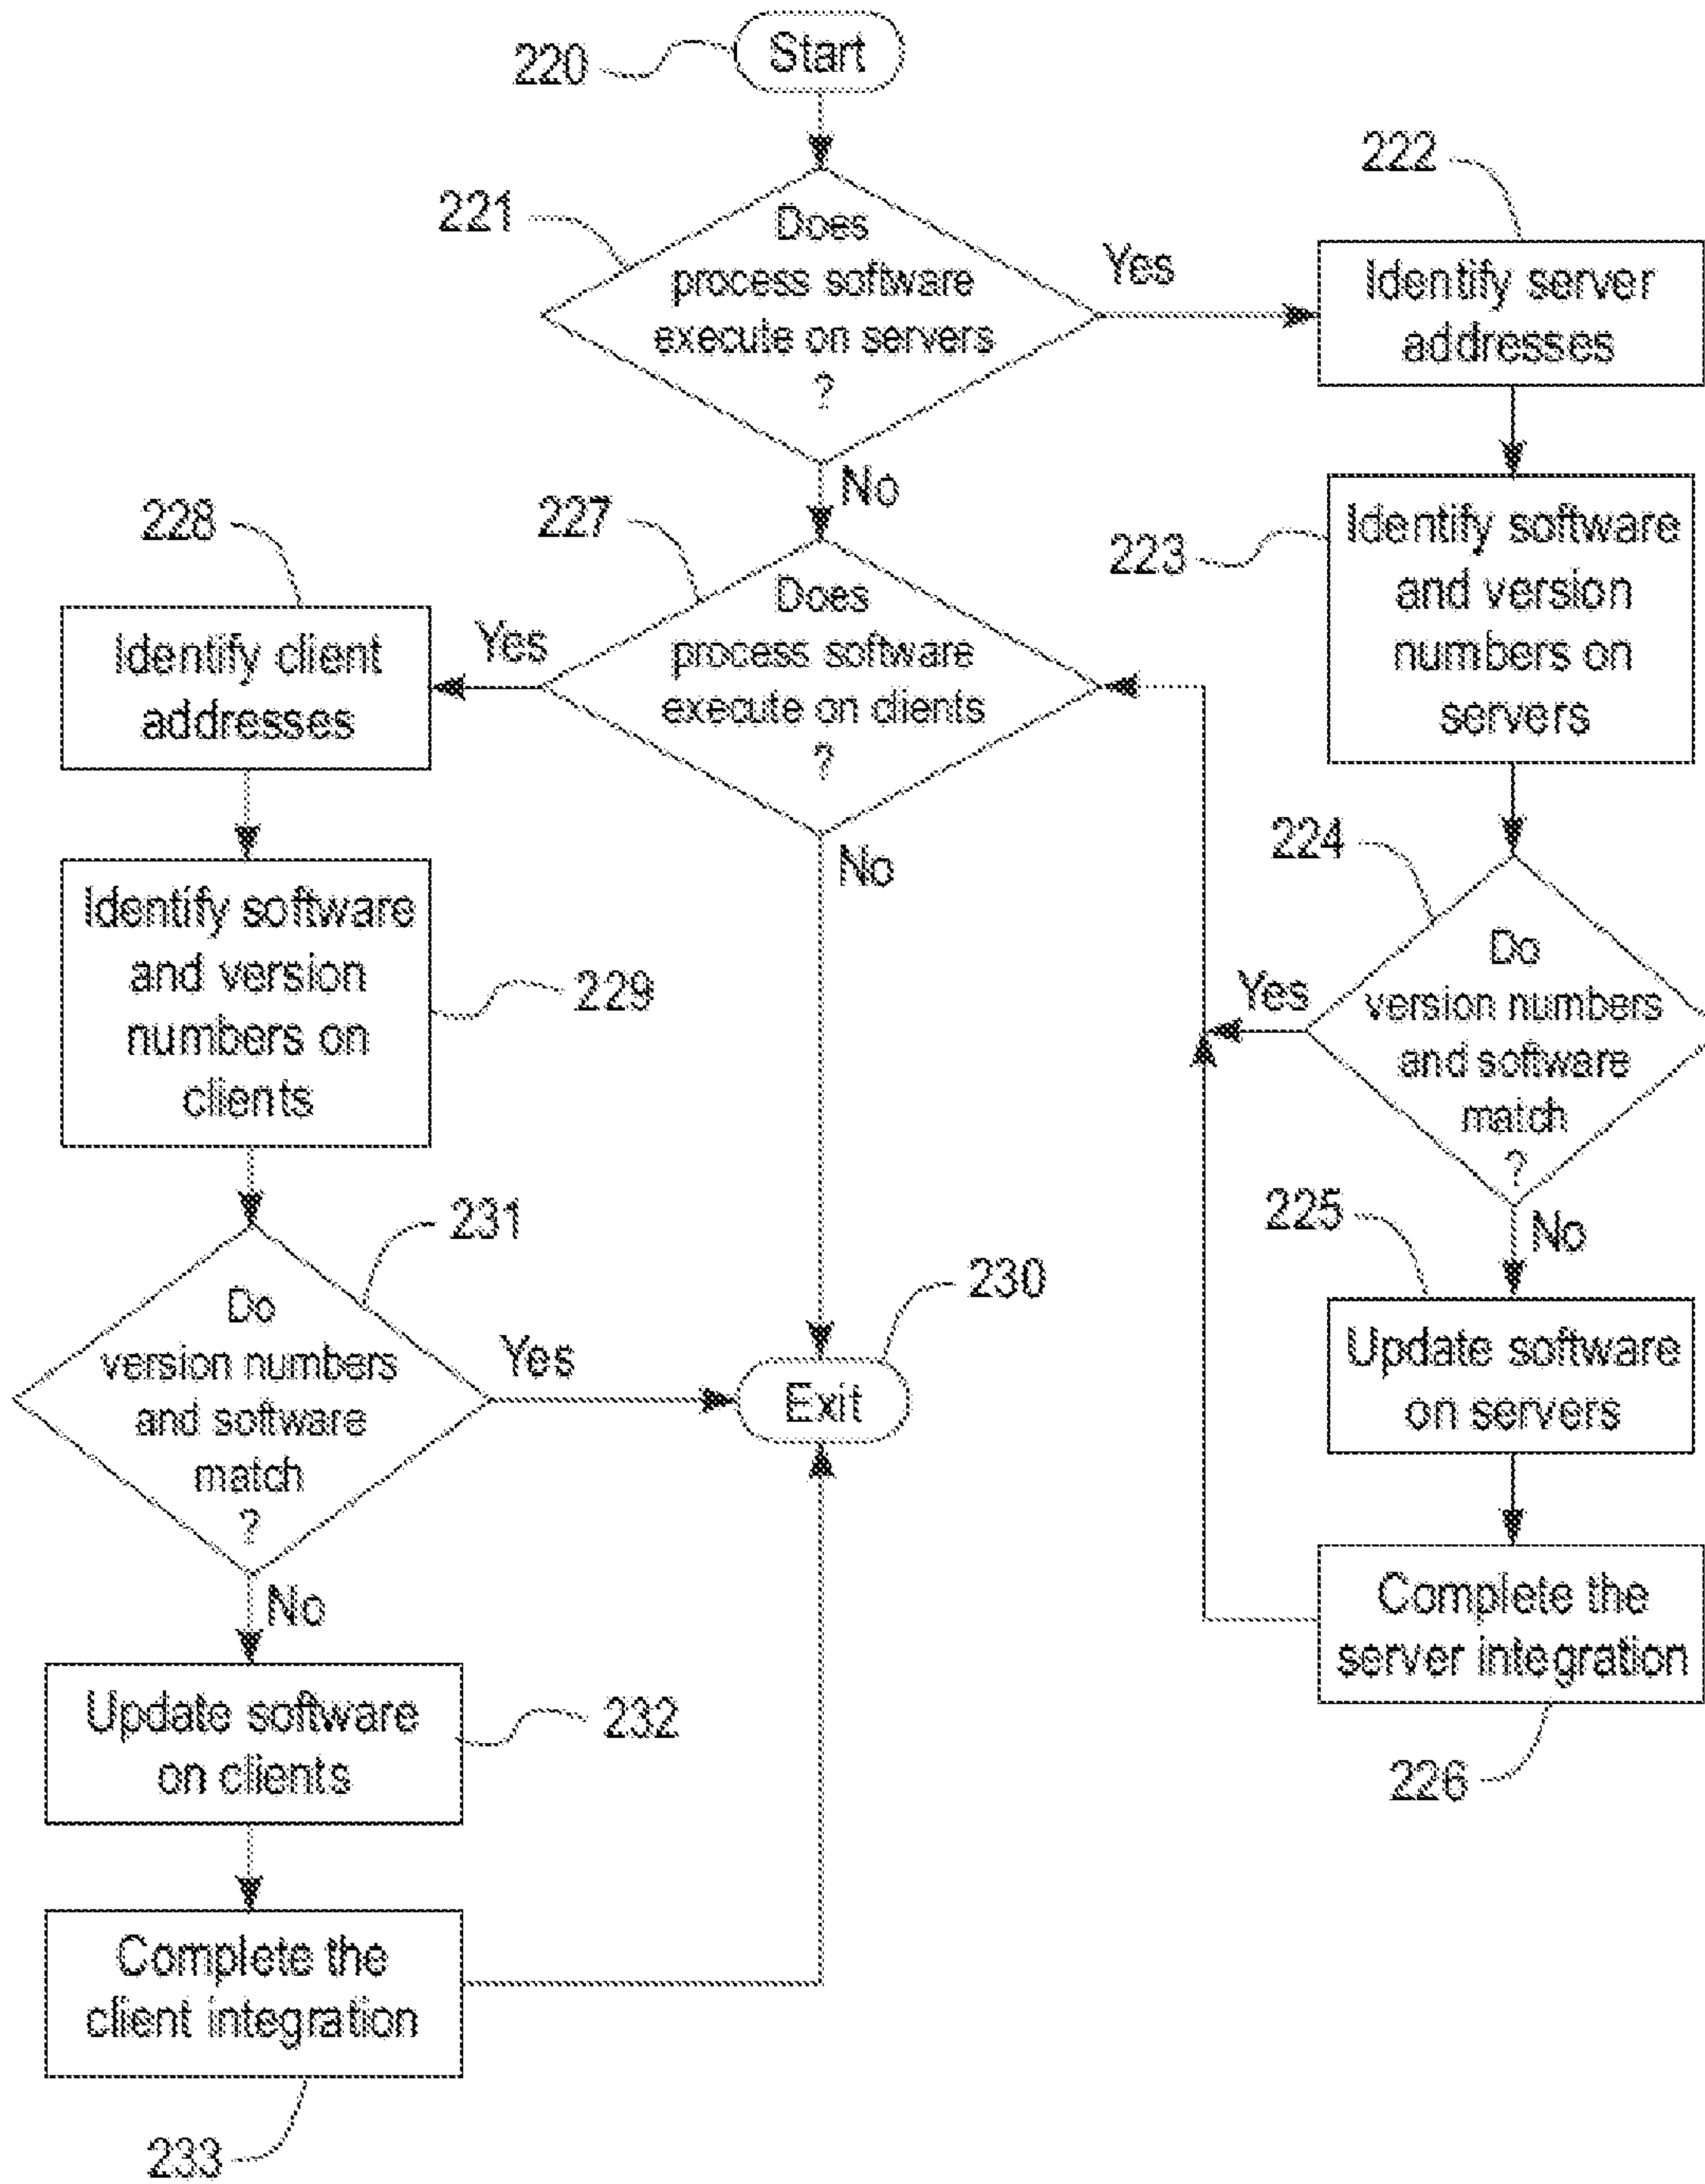 220
Start
221
Does
process software
execute on servers
?
Yes
No
222
Identify server
addresses
223
Identify software
and version
numbers on
servers
224
Do
version numbers
and software
match
?
Yes
No
225
Update software
on servers
Complete the
server integration
226
227
Does
process software
execute on clients
?
Yes
No
228
Identify client
addresses
Identify software
and version
numbers on
clients
229
231
Do
version numbers
and software
match
?
Yes
No
230
Exit
Update software
on clients
232
Complete the
client integration
233